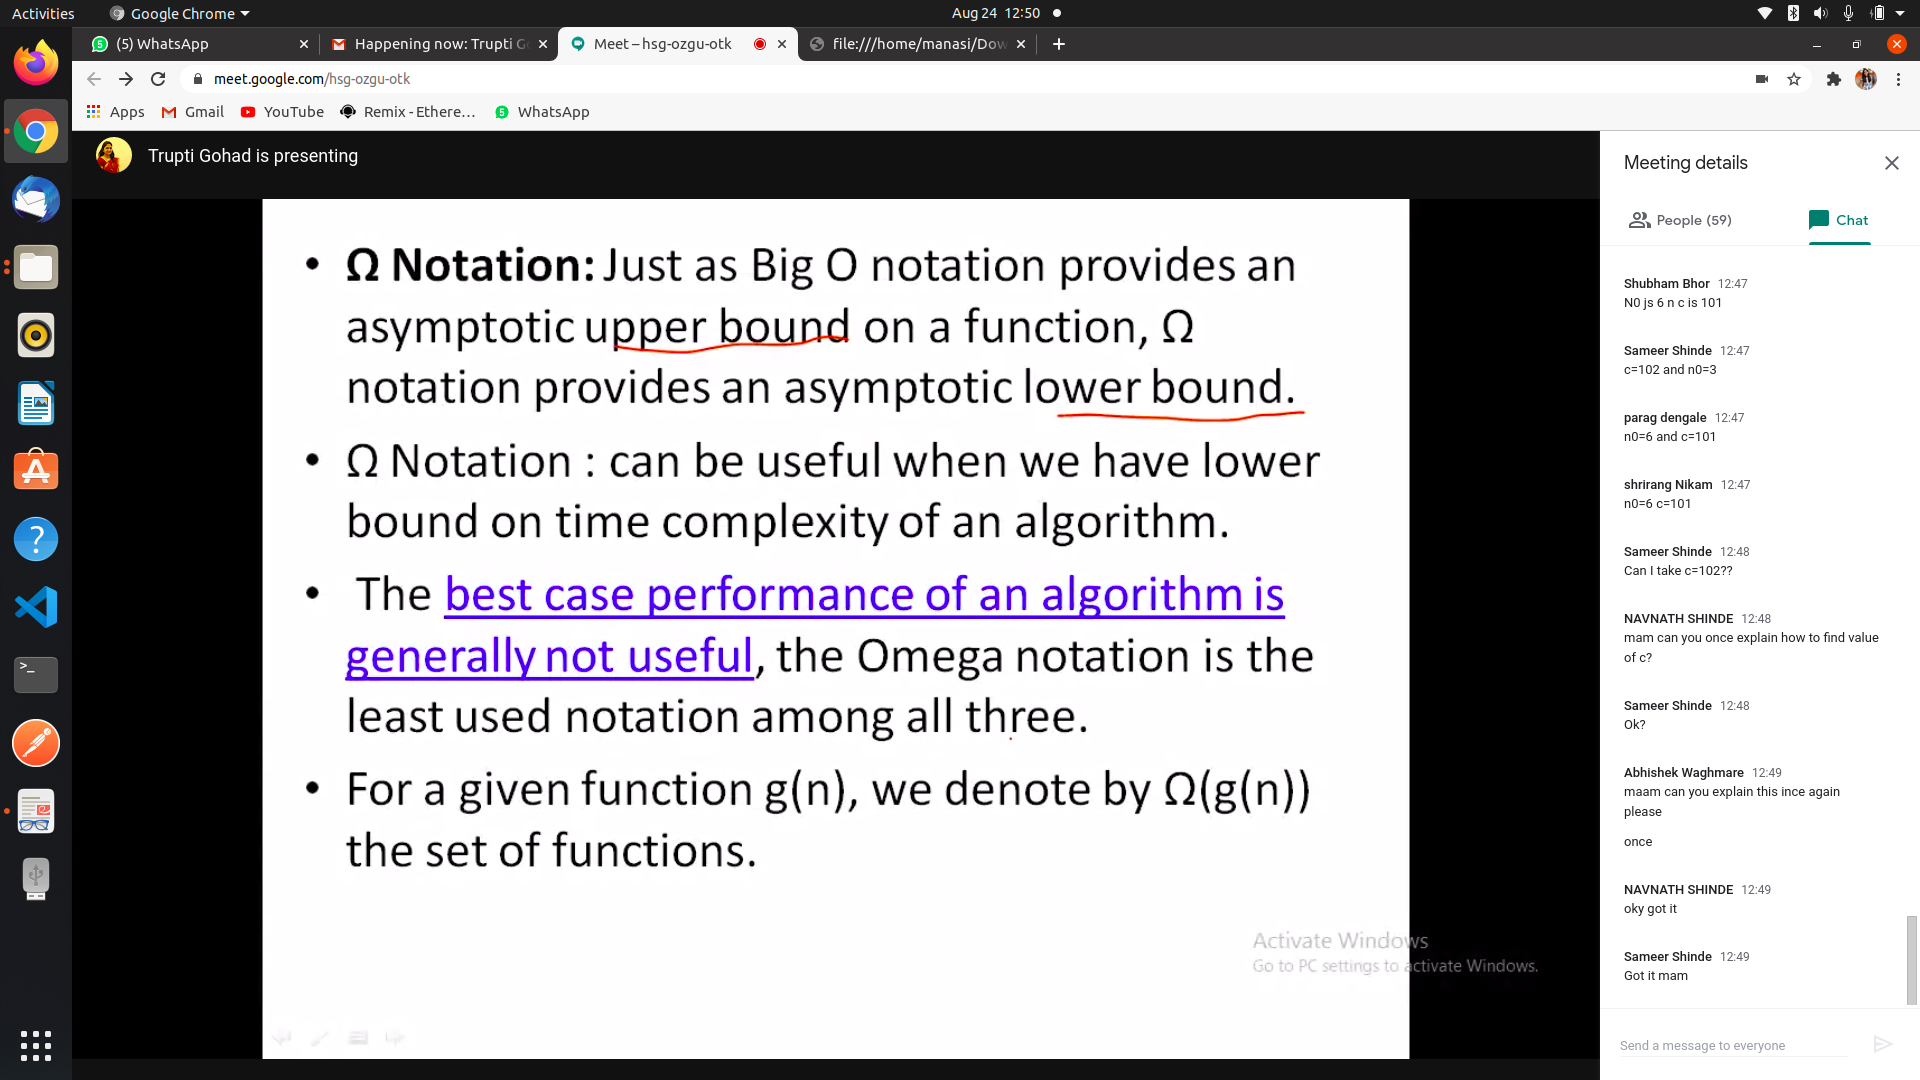 Activities
Google Chrome
Aug 24 12:50
(5) WhatsApp
Happening now: Trupti G
Meet – hsg-ozgu-otk
file:///home/manasi/Dow
meet.google.com/hsg-ozgu-otk
Apps
Gmail
YouTube
Remix - Ethere...
5 WhatsApp
Trupti Gohad is presenting
• Ω Notation: Just as Big O notation provides an
asymptotic upper bound on a function, Ω
notation provides an asymptotic lower bound.
• Ω Notation : can be useful when we have lower
bound on time complexity of an algorithm.
• The best case performance of an algorithm is
generally not useful, the Omega notation is the
least used notation among all three.
• For a given function g(n), we denote by Ω(g(n))
the set of functions.
Activate Windows
Go to PC settings to activate Windows.
Meeting details
People (59)
Chat
Shubham Bhor 12:47
N0 js 6 n c is 101
Sameer Shinde 12:47
c=102 and n0=3
parag dengale 12:47
n0=6 and c=101
shrirang Nikam 12:47
n0=6 c=101
Sameer Shinde 12:48
Can I take c=102??
NAVNATH SHINDE 12:48
mam can you once explain how to find value
of c?
Sameer Shinde 12:48
Ok?
Abhishek Waghmare 12:49
maam can you explain this ince again
please
once
NAVNATH SHINDE 12:49
oky got it
Sameer Shinde 12:49
Got it mam
Send a message to everyone